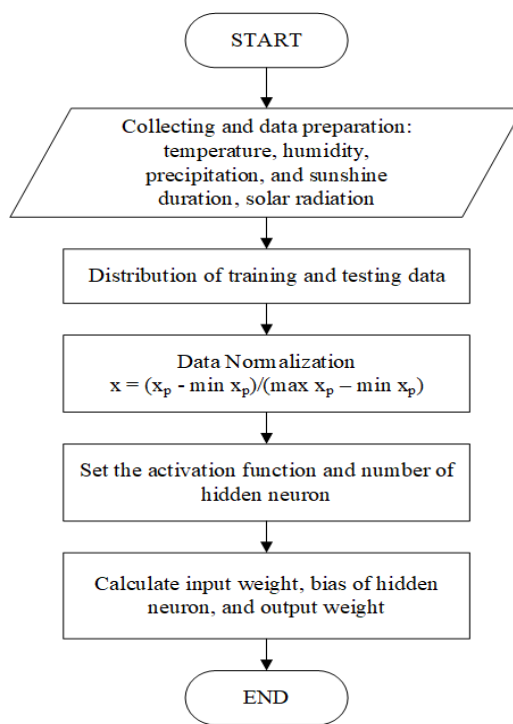 START
Collecting and data preparation:
temperature, humidity,
precipitation, and sunshine
duration, solar radiation
Distribution of training and testing data
Data Normalization
x = (xp - min xp)/(max xp – min xp)
Set the activation function and number of
hidden neuron
Calculate input weight, bias of hidden
neuron, and output weight
END